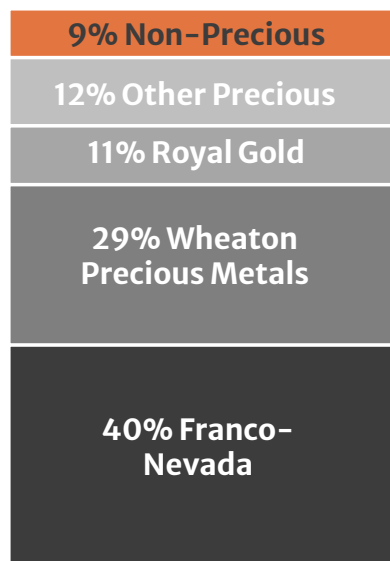 9% Non-Precious
12% Other Precious
11% Royal Gold
29% Wheaton
Precious Metals
40% Franco-
Nevada